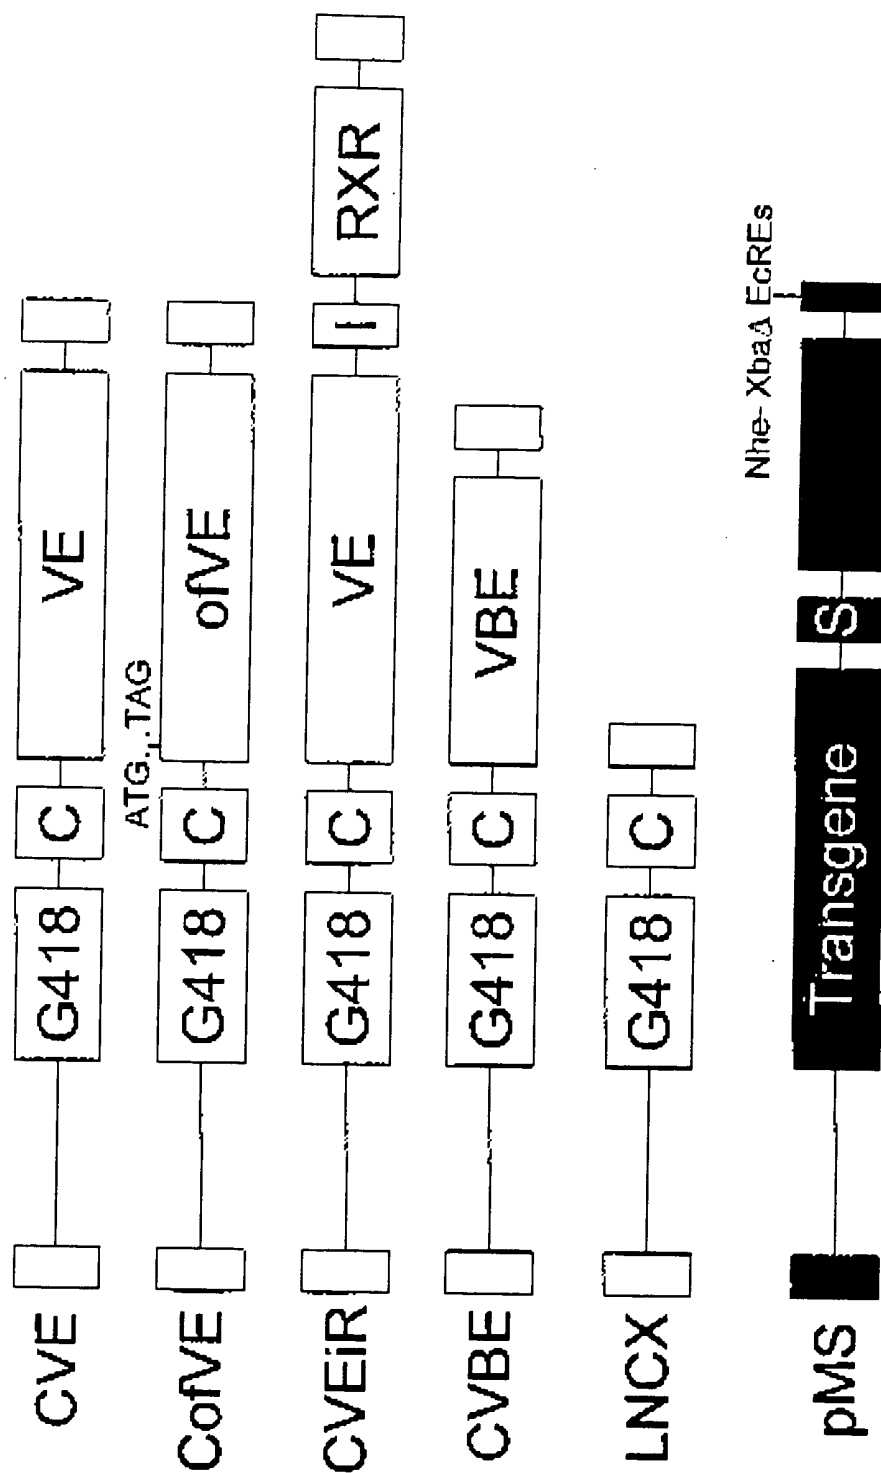 CVE G418 C VE
ATG...TAG
CofVE G418 C ofVE
CVEiR G418 C VE I RXR
CVBE G418 C VBE
LNCX G418 C
Nhe-Xba∆ EcREs
pMS Transgene S